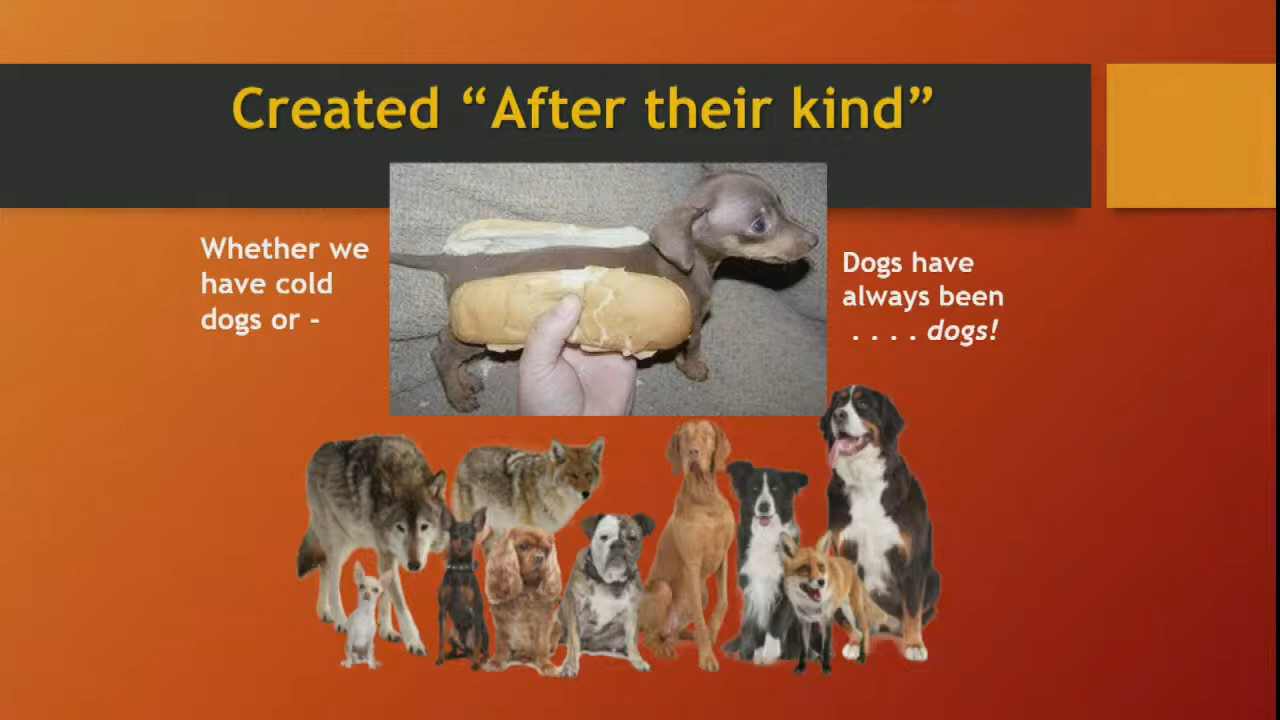 Created “After their kind”
Whether we
have cold
dogs or -
Dogs have
always been
. . . . dogs!